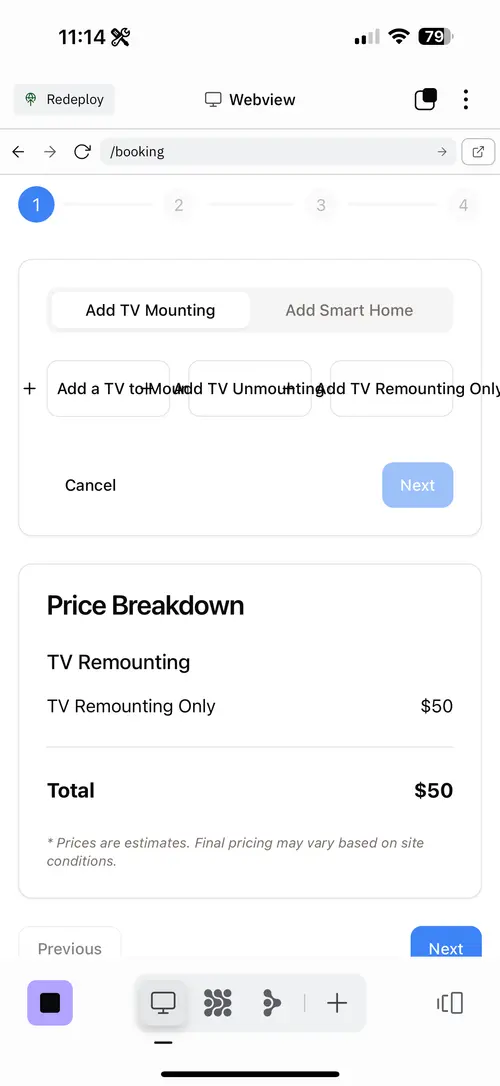 11:14
79
Redeploy
Webview
/booking
1
2
3
4
Add TV Mounting
Add Smart Home
Add a TV to Mount
Add TV Unmounting
Add TV Remounting Only
Cancel
Next
Price Breakdown
TV Remounting
TV Remounting Only
$50
Total
$50
* Prices are estimates. Final pricing may vary based on site
conditions.
Previous
Next